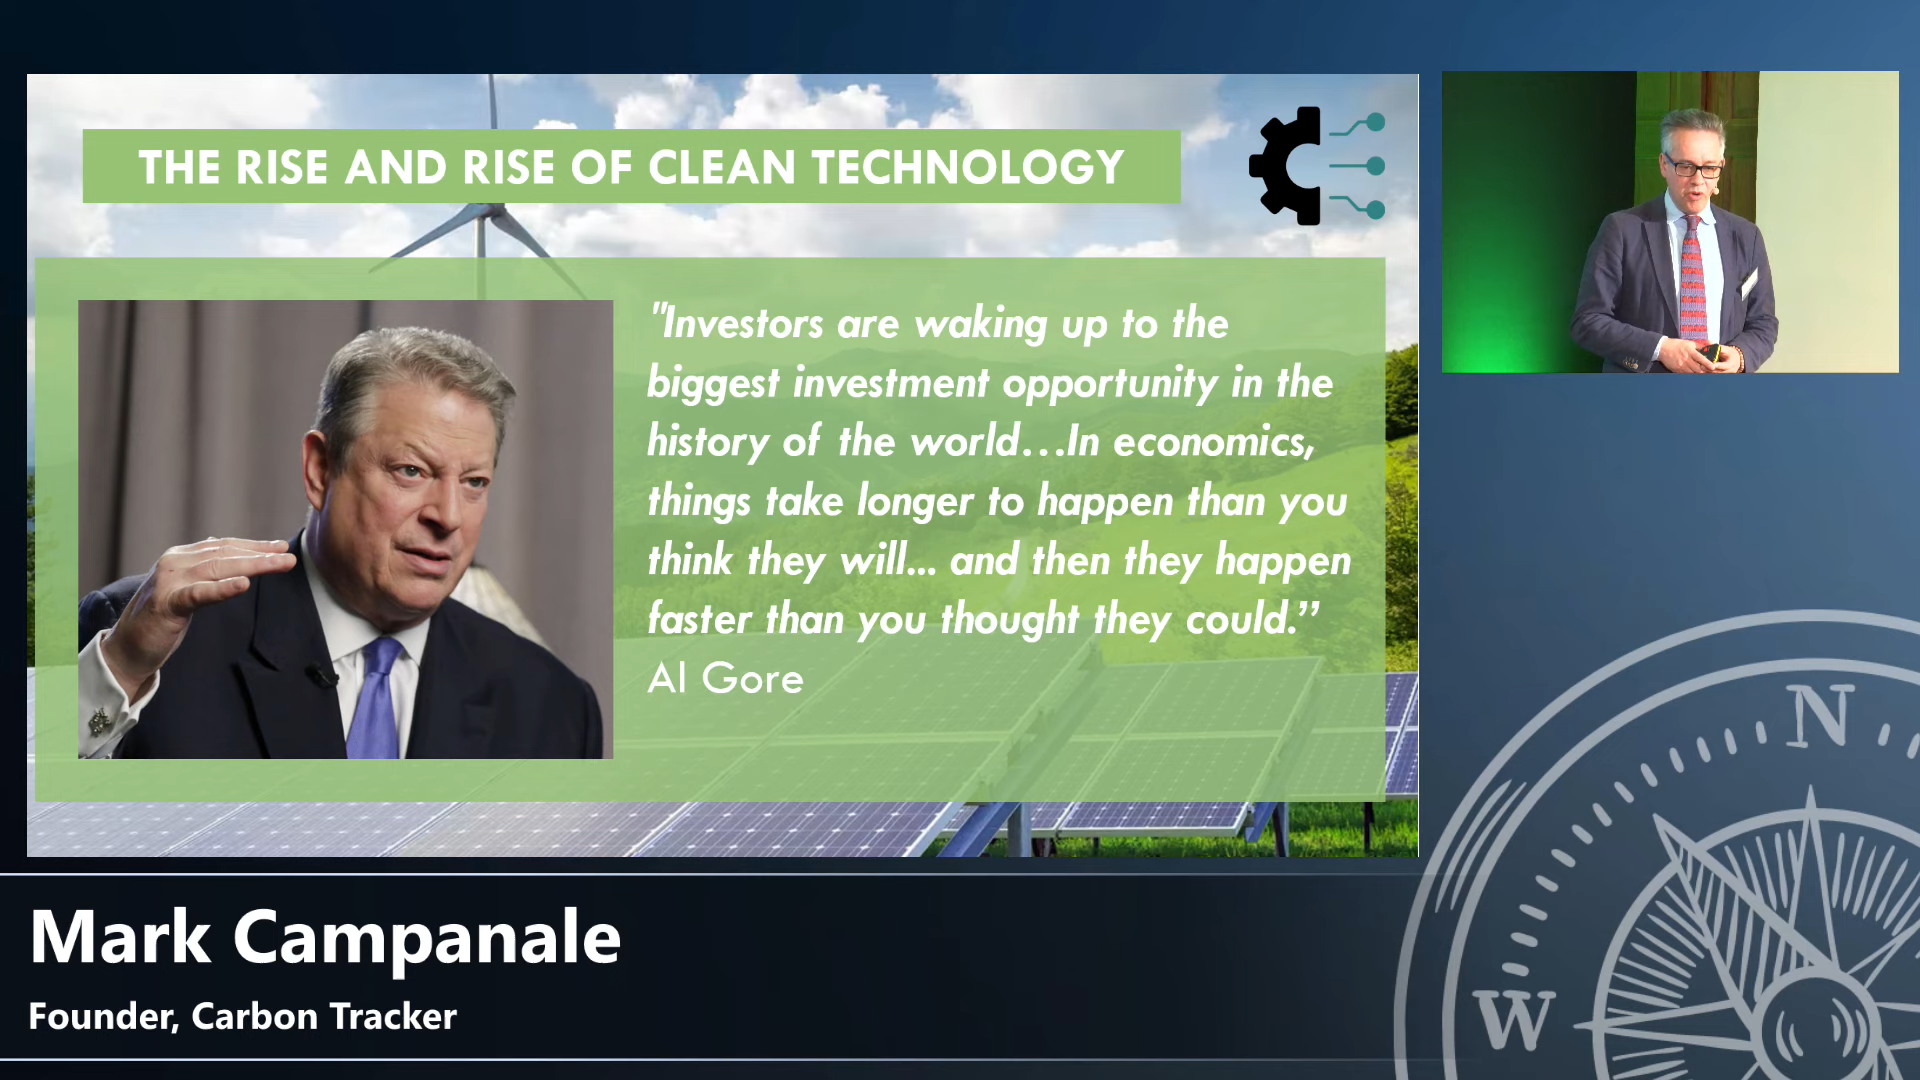 THE RISE AND RISE OF CLEAN TECHNOLOGY
"Investors are waking up to the
biggest investment opportunity in the
history of the world…In economics,
things take longer to happen than you
think they will... and then they happen
faster than you thought they could.”
Al Gore
Mark Campanale
Founder, Carbon Tracker
N
W